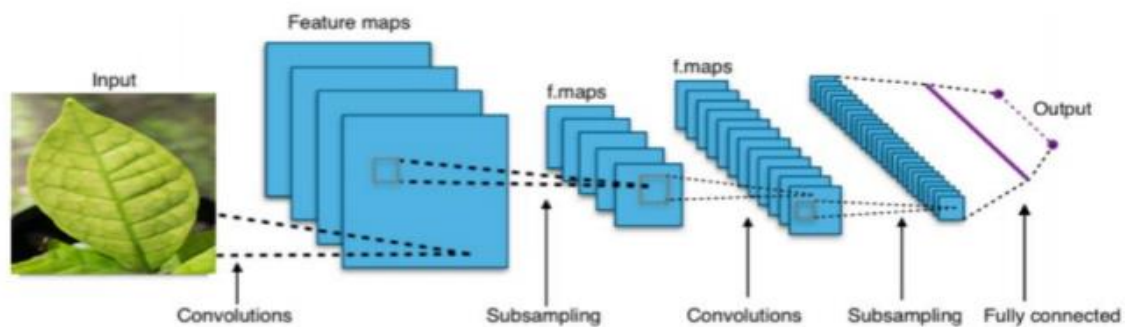 Input
Feature maps
f.maps
f.maps
Output
Convolutions
Subsampling
Convolutions
Subsampling
Fully connected